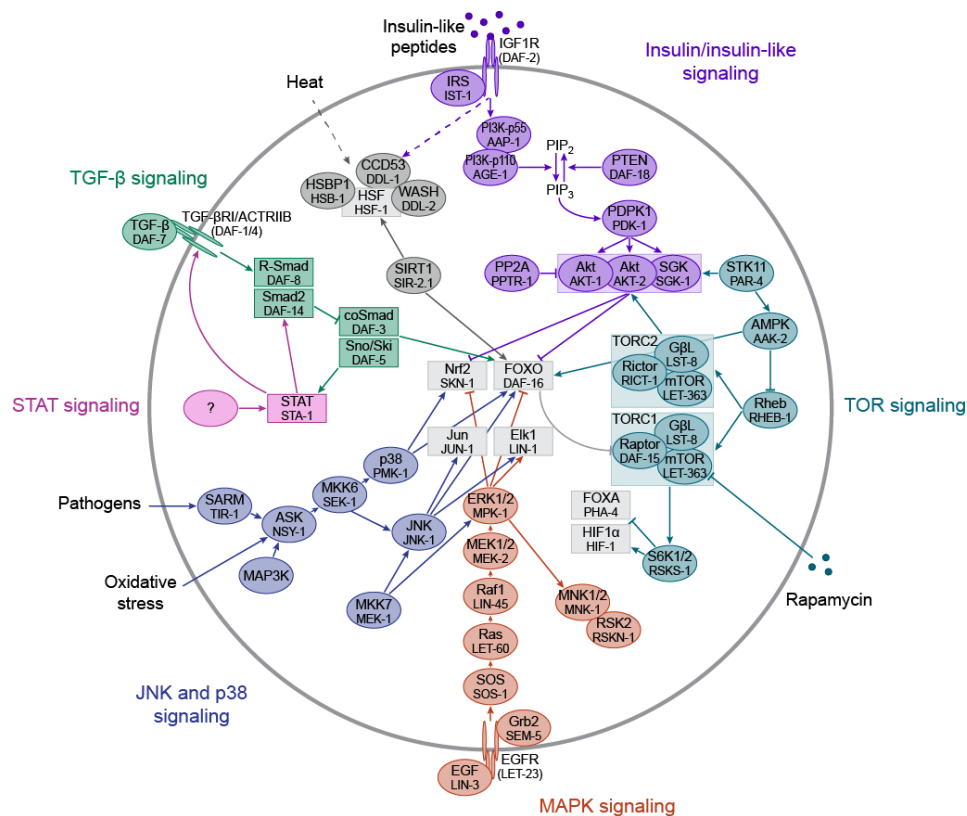 Insulin-like
peptides
IGF1R
(DAF-2)
Insulin/insulin-like
signaling
IRS
IST-1
Heat
PI3K-p55
AAP-1
PI3K-p110
AGE-1
PIP2
PIP3
PTEN
DAF-18
CCD53
DDL-1
HSBP1
HSB-1
WASH
DDL-2
HSF
HSF-1
TGF-β signaling
TGF-β
DAF-7
TGF-βRI/ACTRIIB
(DAF-1/4)
PDPK1
PDK-1
R-Smad
DAF-8
Smad2
DAF-14
SIRT1
SIR-2.1
PP2A
PPTR-1
Akt
AKT-1
Akt
AKT-2
SGK
SGK-1
STK11
PAR-4
coSmad
DAF-3
Sno/Ski
DAF-5
AMPK
AAK-2
TORC2
GβL
LST-8
Rictor
RICT-1
mTOR
LET-363
Nrf2
SKN-1
FOXO
DAF-16
STAT signaling
?
STAT
STA-1
Rheb
RHEB-1
TOR signaling
TORC1
GβL
LST-8
Raptor
DAF-15
mTOR
LET-363
Jun
JUN-1
Elk1
LIN-1
p38
PMK-1
MKK6
SEK-1
Pathogens
SARM
TIR-1
ASK
NSY-1
ERK1/2
MPK-1
FOXA
PHA-4
HIF1α
HIF-1
JNK
JNK-1
MEK1/2
MEK-2
S6K1/2
RSKS-1
Oxidative
stress
MAP3K
MKK7
MEK-1
Raf1
LIN-45
MNK1/2
MNK-1
RSK2
RSKN-1
Rapamycin
Ras
LET-60
JNK and p38
signaling
SOS
SOS-1
Grb2
SEM-5
EGFR
(LET-23)
EGF
LIN-3
MAPK signaling